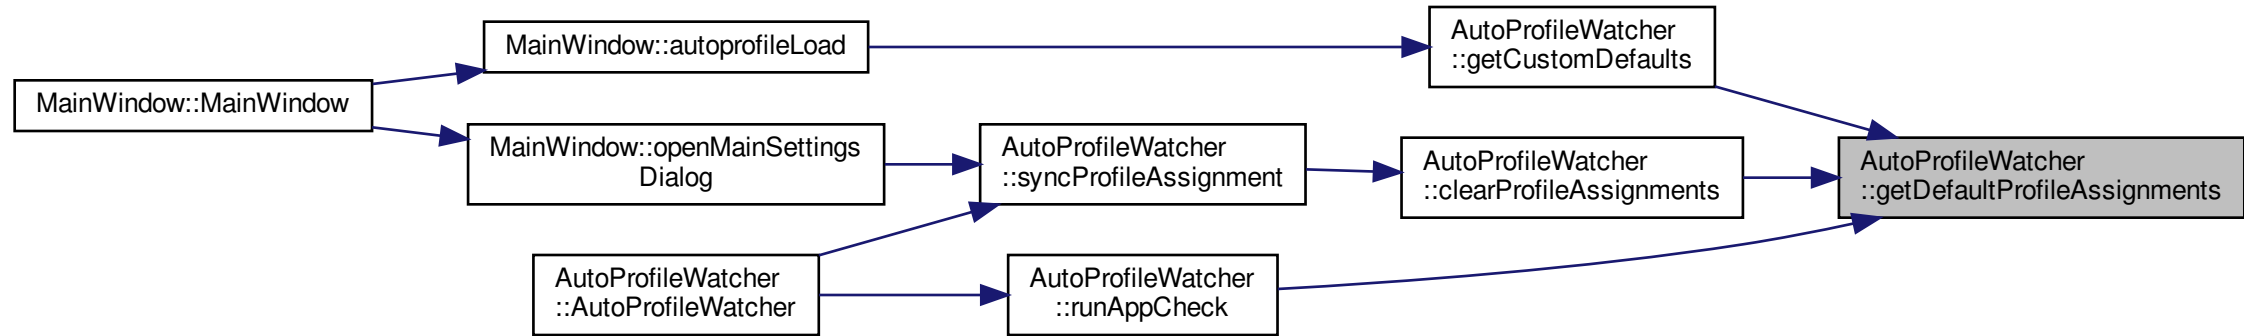 MainWindow::MainWindow
MainWindow::autoprofileLoad
MainWindow::openMainSettings
Dialog
AutoProfileWatcher
::AutoProfileWatcher
AutoProfileWatcher
::syncProfileAssignment
AutoProfileWatcher
::runAppCheck
AutoProfileWatcher
::getCustomDefaults
AutoProfileWatcher
::clearProfileAssignments
AutoProfileWatcher
::getDefaultProfileAssignments